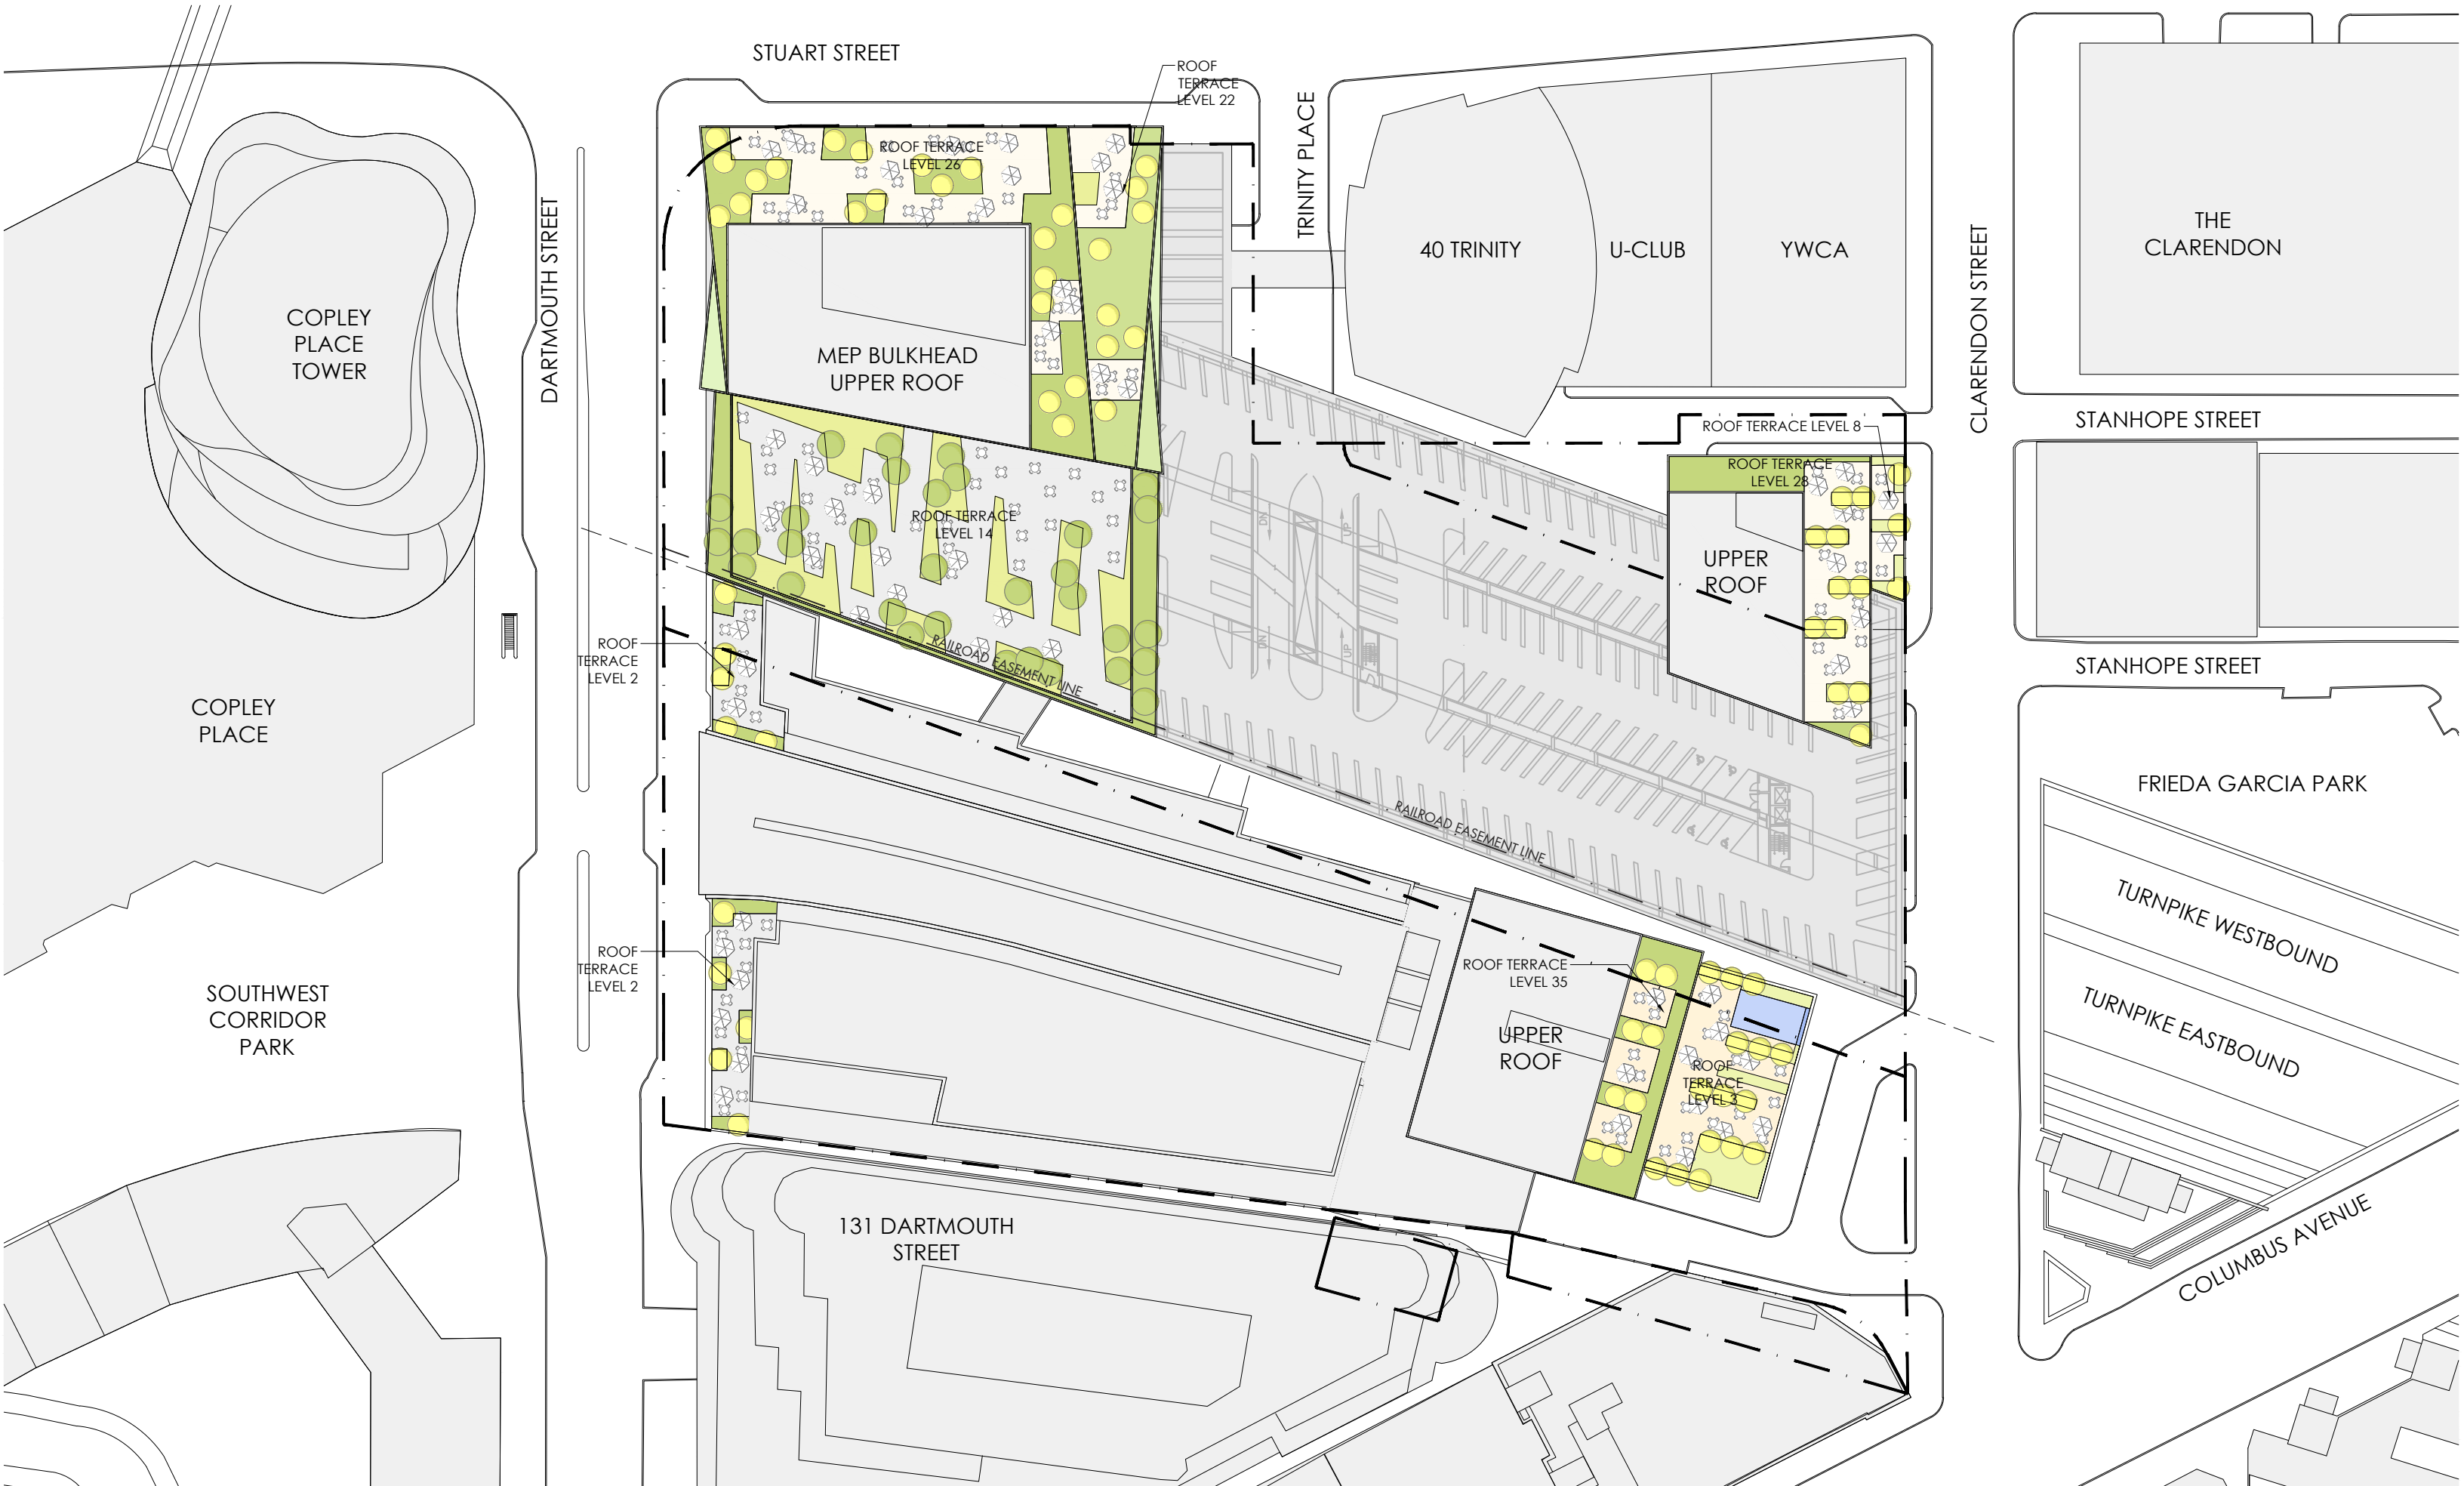 STUART STREET
ROOF
TERRACE
LEVEL 22
TRINITY PLACE
DARTMOUTH STREET
CLARENDON STREET
ROOF TERRACE
LEVEL 26
40 TRINITY
U-CLUB
YWCA
THE
CLARENDON
COPLEY
PLACE
TOWER
MEP BULKHEAD
UPPER ROOF
STANHOPE STREET
ROOF TERRACE LEVEL 8
ROOF TERRACE
LEVEL 28
ROOF TERRACE
LEVEL 14
DN
UP
UPPER
ROOF
DN
UP
ROOF
TERRACE
LEVEL 2
RAILROAD EASEMENT LINE
STANHOPE STREET
COPLEY
PLACE
FRIEDA GARCIA PARK
RAILROAD EASEMENT LINE
TURNPIKE WESTBOUND
ROOF
TERRACE
LEVEL 2
ROOF TERRACE
LEVEL 35
SOUTHWEST
CORRIDOR
PARK
UPPER
ROOF
ROOF
TERRACE
LEVEL 3
TURNPIKE EASTBOUND
131 DARTMOUTH
STREET
COLUMBUS AVENUE